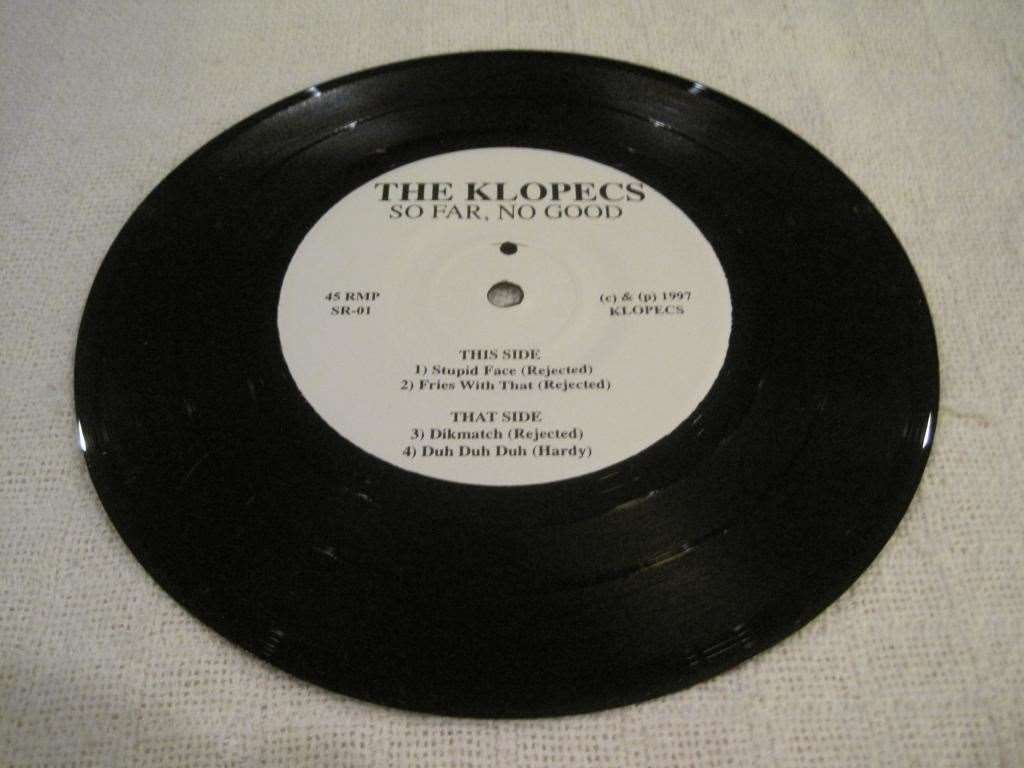 THE KLOPECS
SO FAR, NO GOOD
45 RMP
SR-01
(c) & (p) 1997
KLOPECS
THIS SIDE
1) Stupid Face (Rejected)
2) Fries With That (Rejected)
THAT SIDE
3) Dikmatch (Rejected)
4) Duh Duh Duh (Hardy)